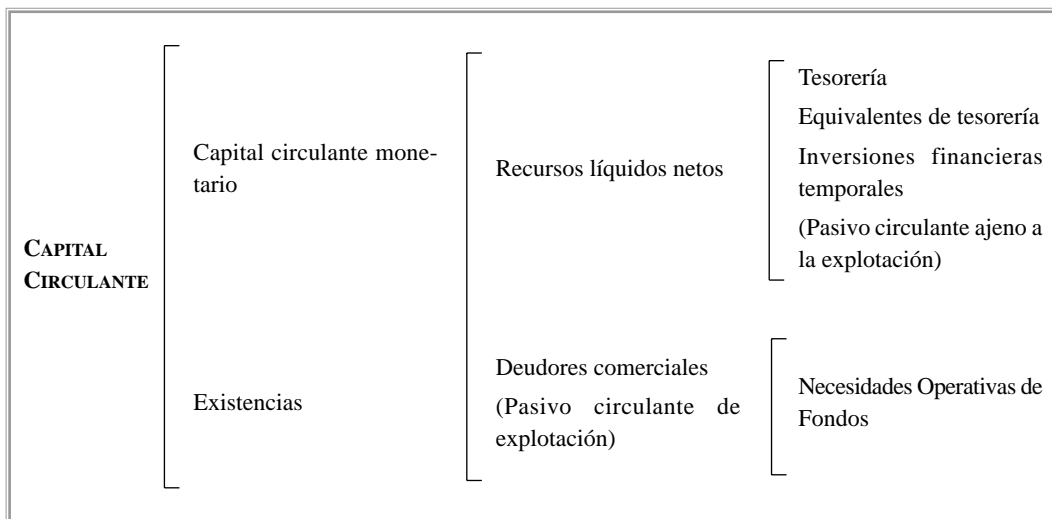 CAPITAL
CIRCULANTE
Capital circulante mone-
tario
Existencias
Recursos líquidos netos
Deudores comerciales
(Pasivo circulante de
explotación)
Tesorería
Equivalentes de tesorería
Inversiones financieras
temporales
(Pasivo circulante ajeno a
la explotación)
Necesidades Operativas de
Fondos